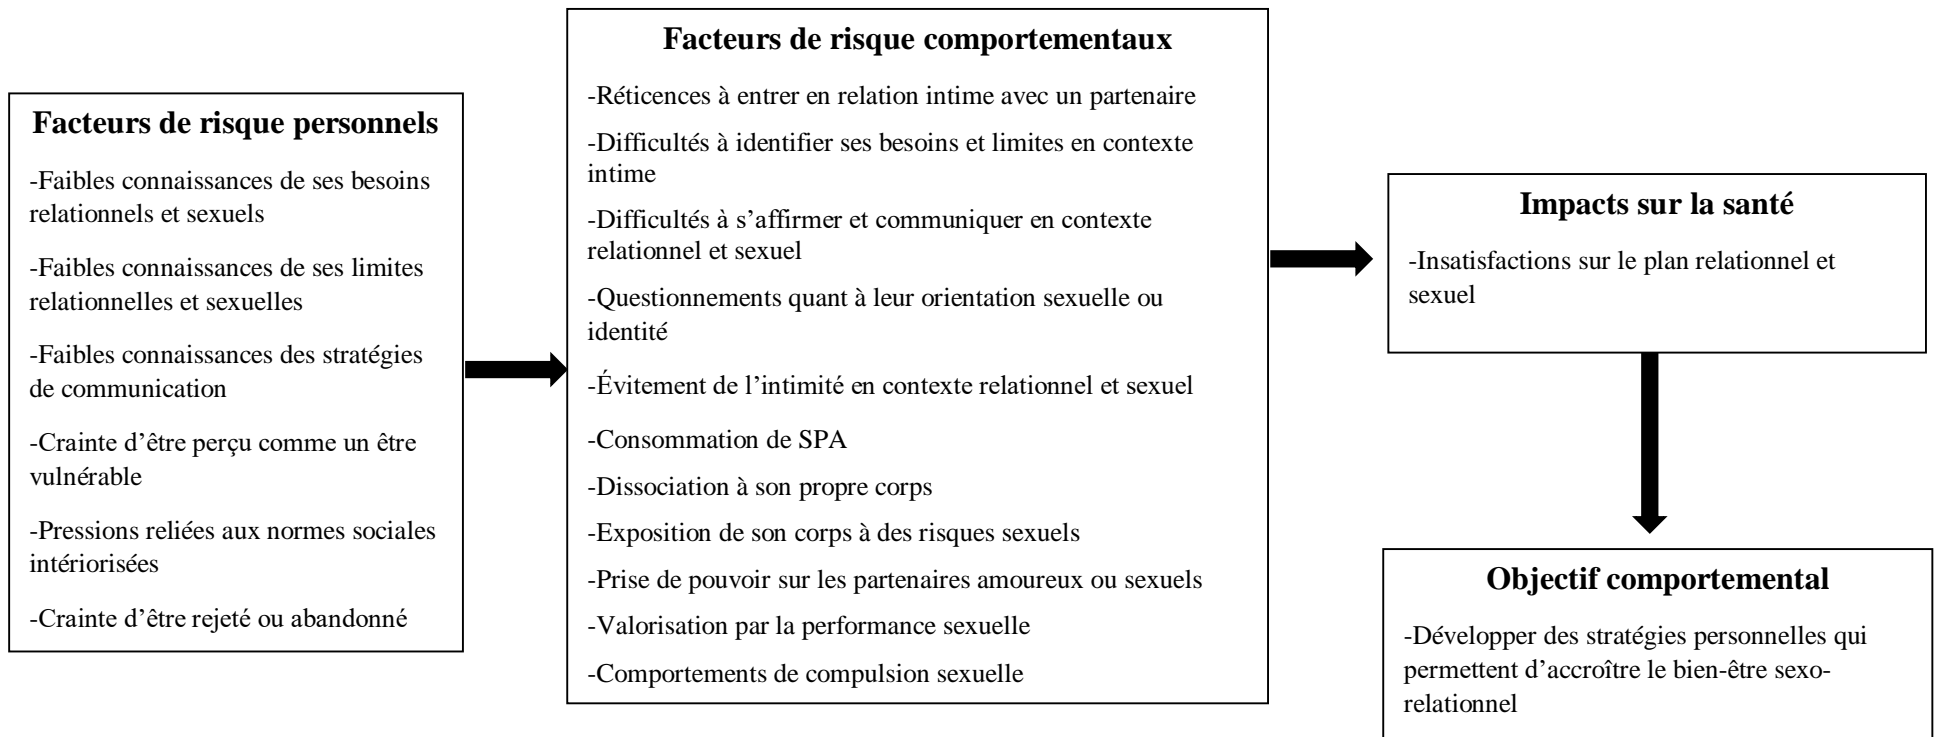 Facteurs de risque personnels
-Faibles connaissances de ses besoins
relationnels et sexuels
-Faibles connaissances de ses limites
relationnelles et sexuelles
-Faibles connaissances des stratégies
de communication
-Crainte d’être perçu comme un être
vulnérable
-Pressions reliées aux normes sociales
intériorisées
-Crainte d’être rejeté ou abandonné
Facteurs de risque comportementaux
-Réticences à entrer en relation intime avec un partenaire
-Difficultés à identifier ses besoins et limites en contexte
intime
-Difficultés à s’affirmer et communiquer en contexte
relationnel et sexuel
-Questionnements quant à leur orientation sexuelle ou
identité
-Évitement de l’intimité en contexte relationnel et sexuel
-Consommation de SPA
-Dissociation à son propre corps
-Exposition de son corps à des risques sexuels
-Prise de pouvoir sur les partenaires amoureux ou sexuels
-Valorisation par la performance sexuelle
-Comportements de compulsion sexuelle
Impacts sur la santé
-Insatisfactions sur le plan relationnel et
sexuel
Objectif comportemental
-Développer des stratégies personnelles qui
permettent d’accroître le bien-être sexo-
relationnel